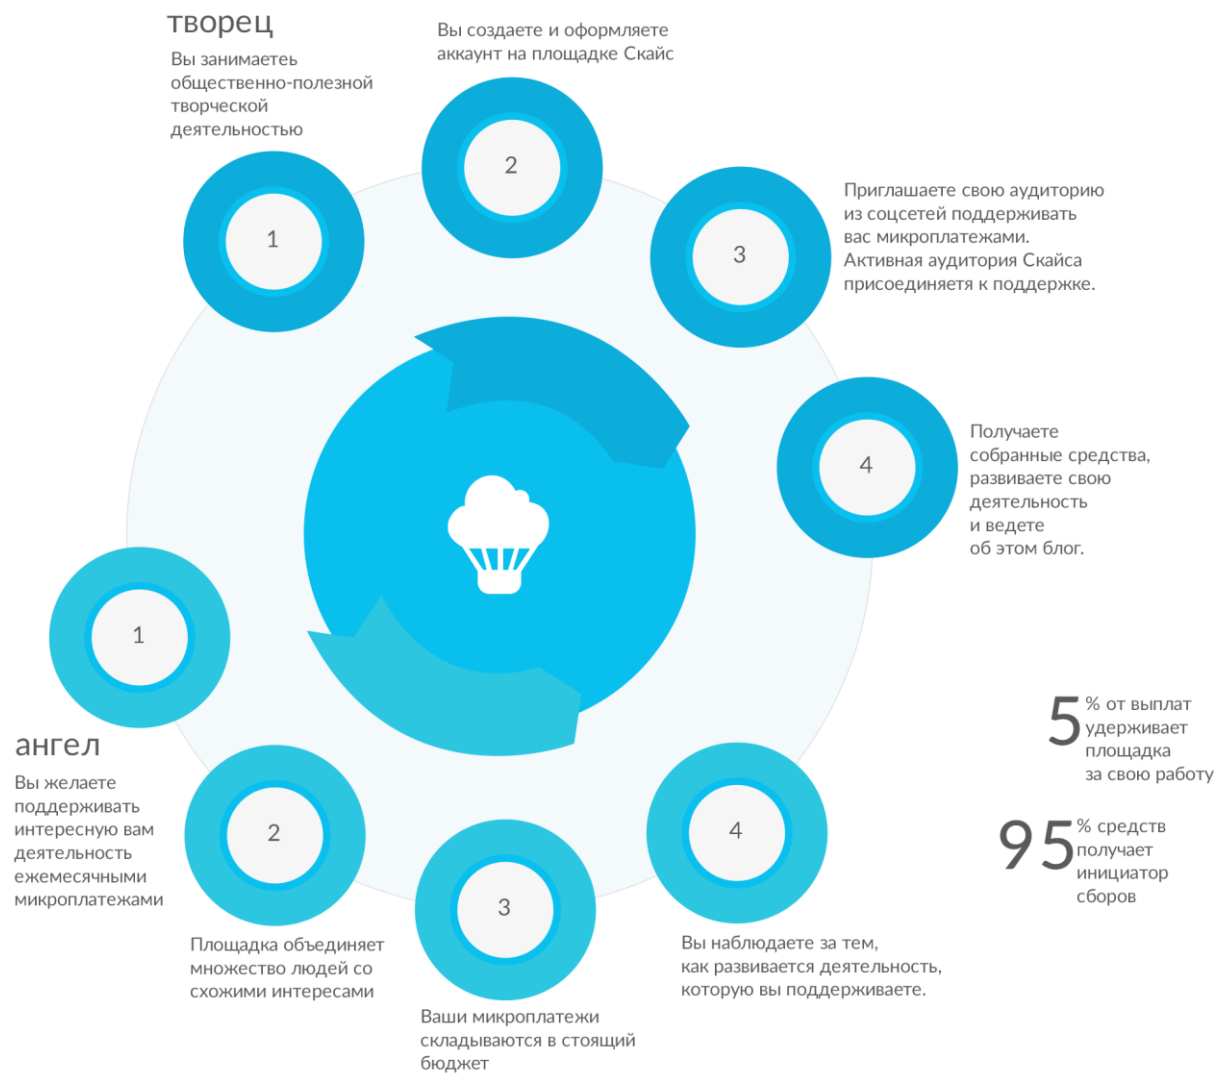 творец
Вы занимаетеь
общественно-полезной
творческой
деятельностью
1
Вы создаете и оформляете
аккаунт на площадке Скайс
2
3
Приглашаете свою аудиторию
из соцсетей поддерживать
вас микроплатежами.
Активная аудитория Скайса
присоединяетя к поддержке.
4
Получаете
собранные средства,
развиваете свою
деятельность
и ведете
об этом блог.
1
ангел
Вы желаете
поддерживать
интересную вам
деятельность
ежемесячными
микроплатежами
2
Площадка объединяет
множество людей со
схожими интересами
3
Ваши микроплатежи
складываются в стоящий
бюджет
4
Вы наблюдаете за тем,
как развивается деятельность,
которую вы поддерживаете.
5 % от выплат
удерживает
площадка
за свою работу
95 % средств
получает
инициатор
сборов